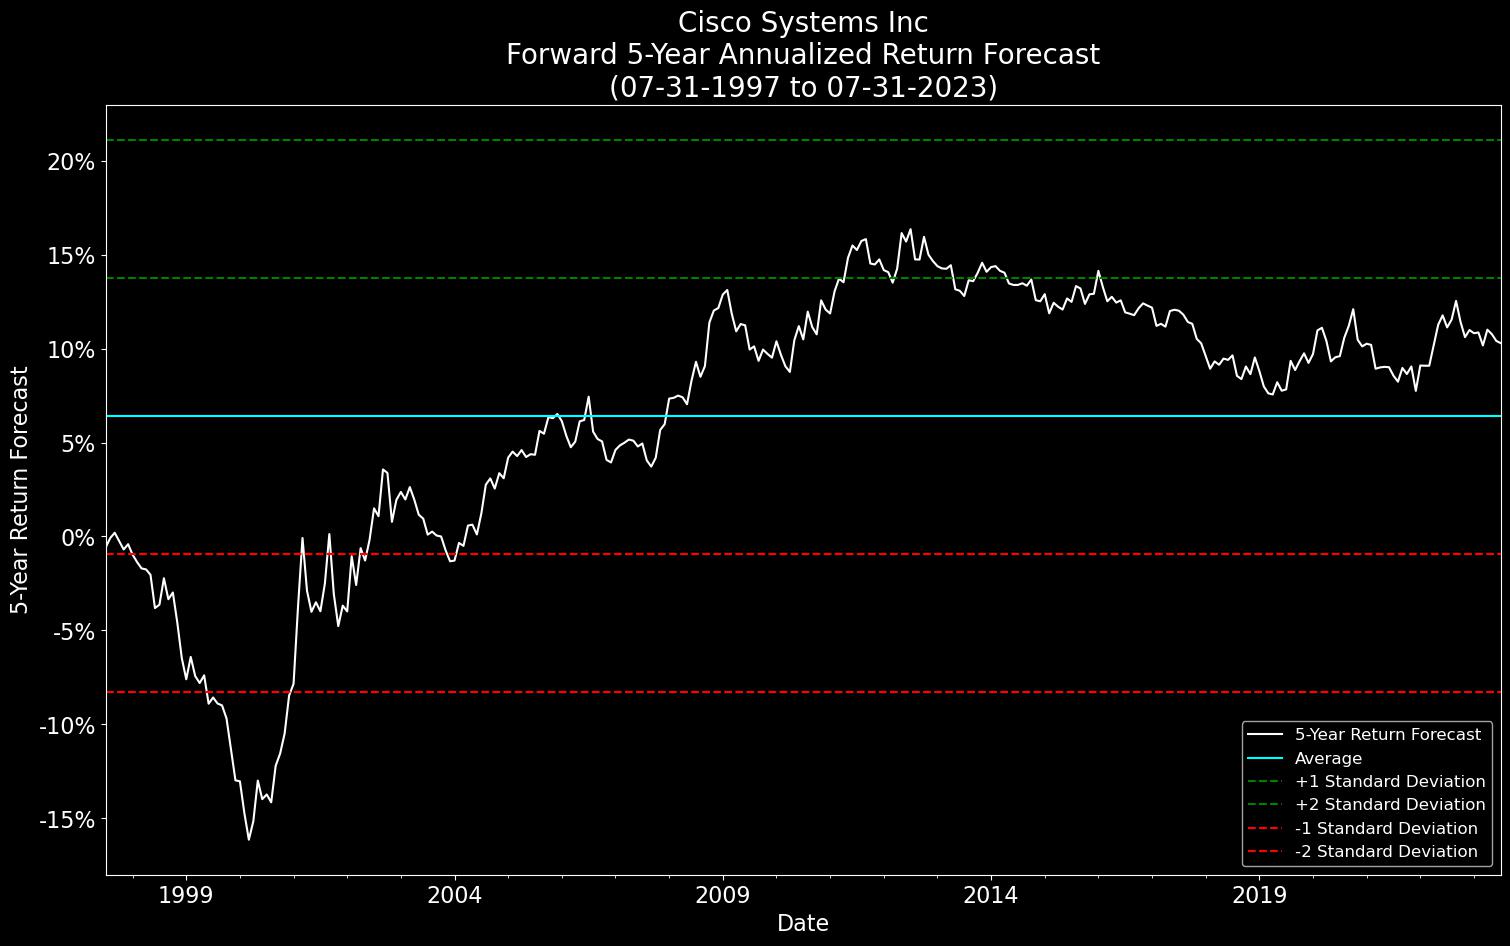 Cisco Systems Inc
Forward 5-Year Annualized Return Forecast
(07-31-1997 to 07-31-2023)
5-Year Return Forecast
20%
15%
10%
5%
0%
-5%
-10%
-15%
5-Year Return Forecast
Average
+1 Standard Deviation
+2 Standard Deviation
-1 Standard Deviation
-2 Standard Deviation
1999
2004
2009
2014
2019
Date